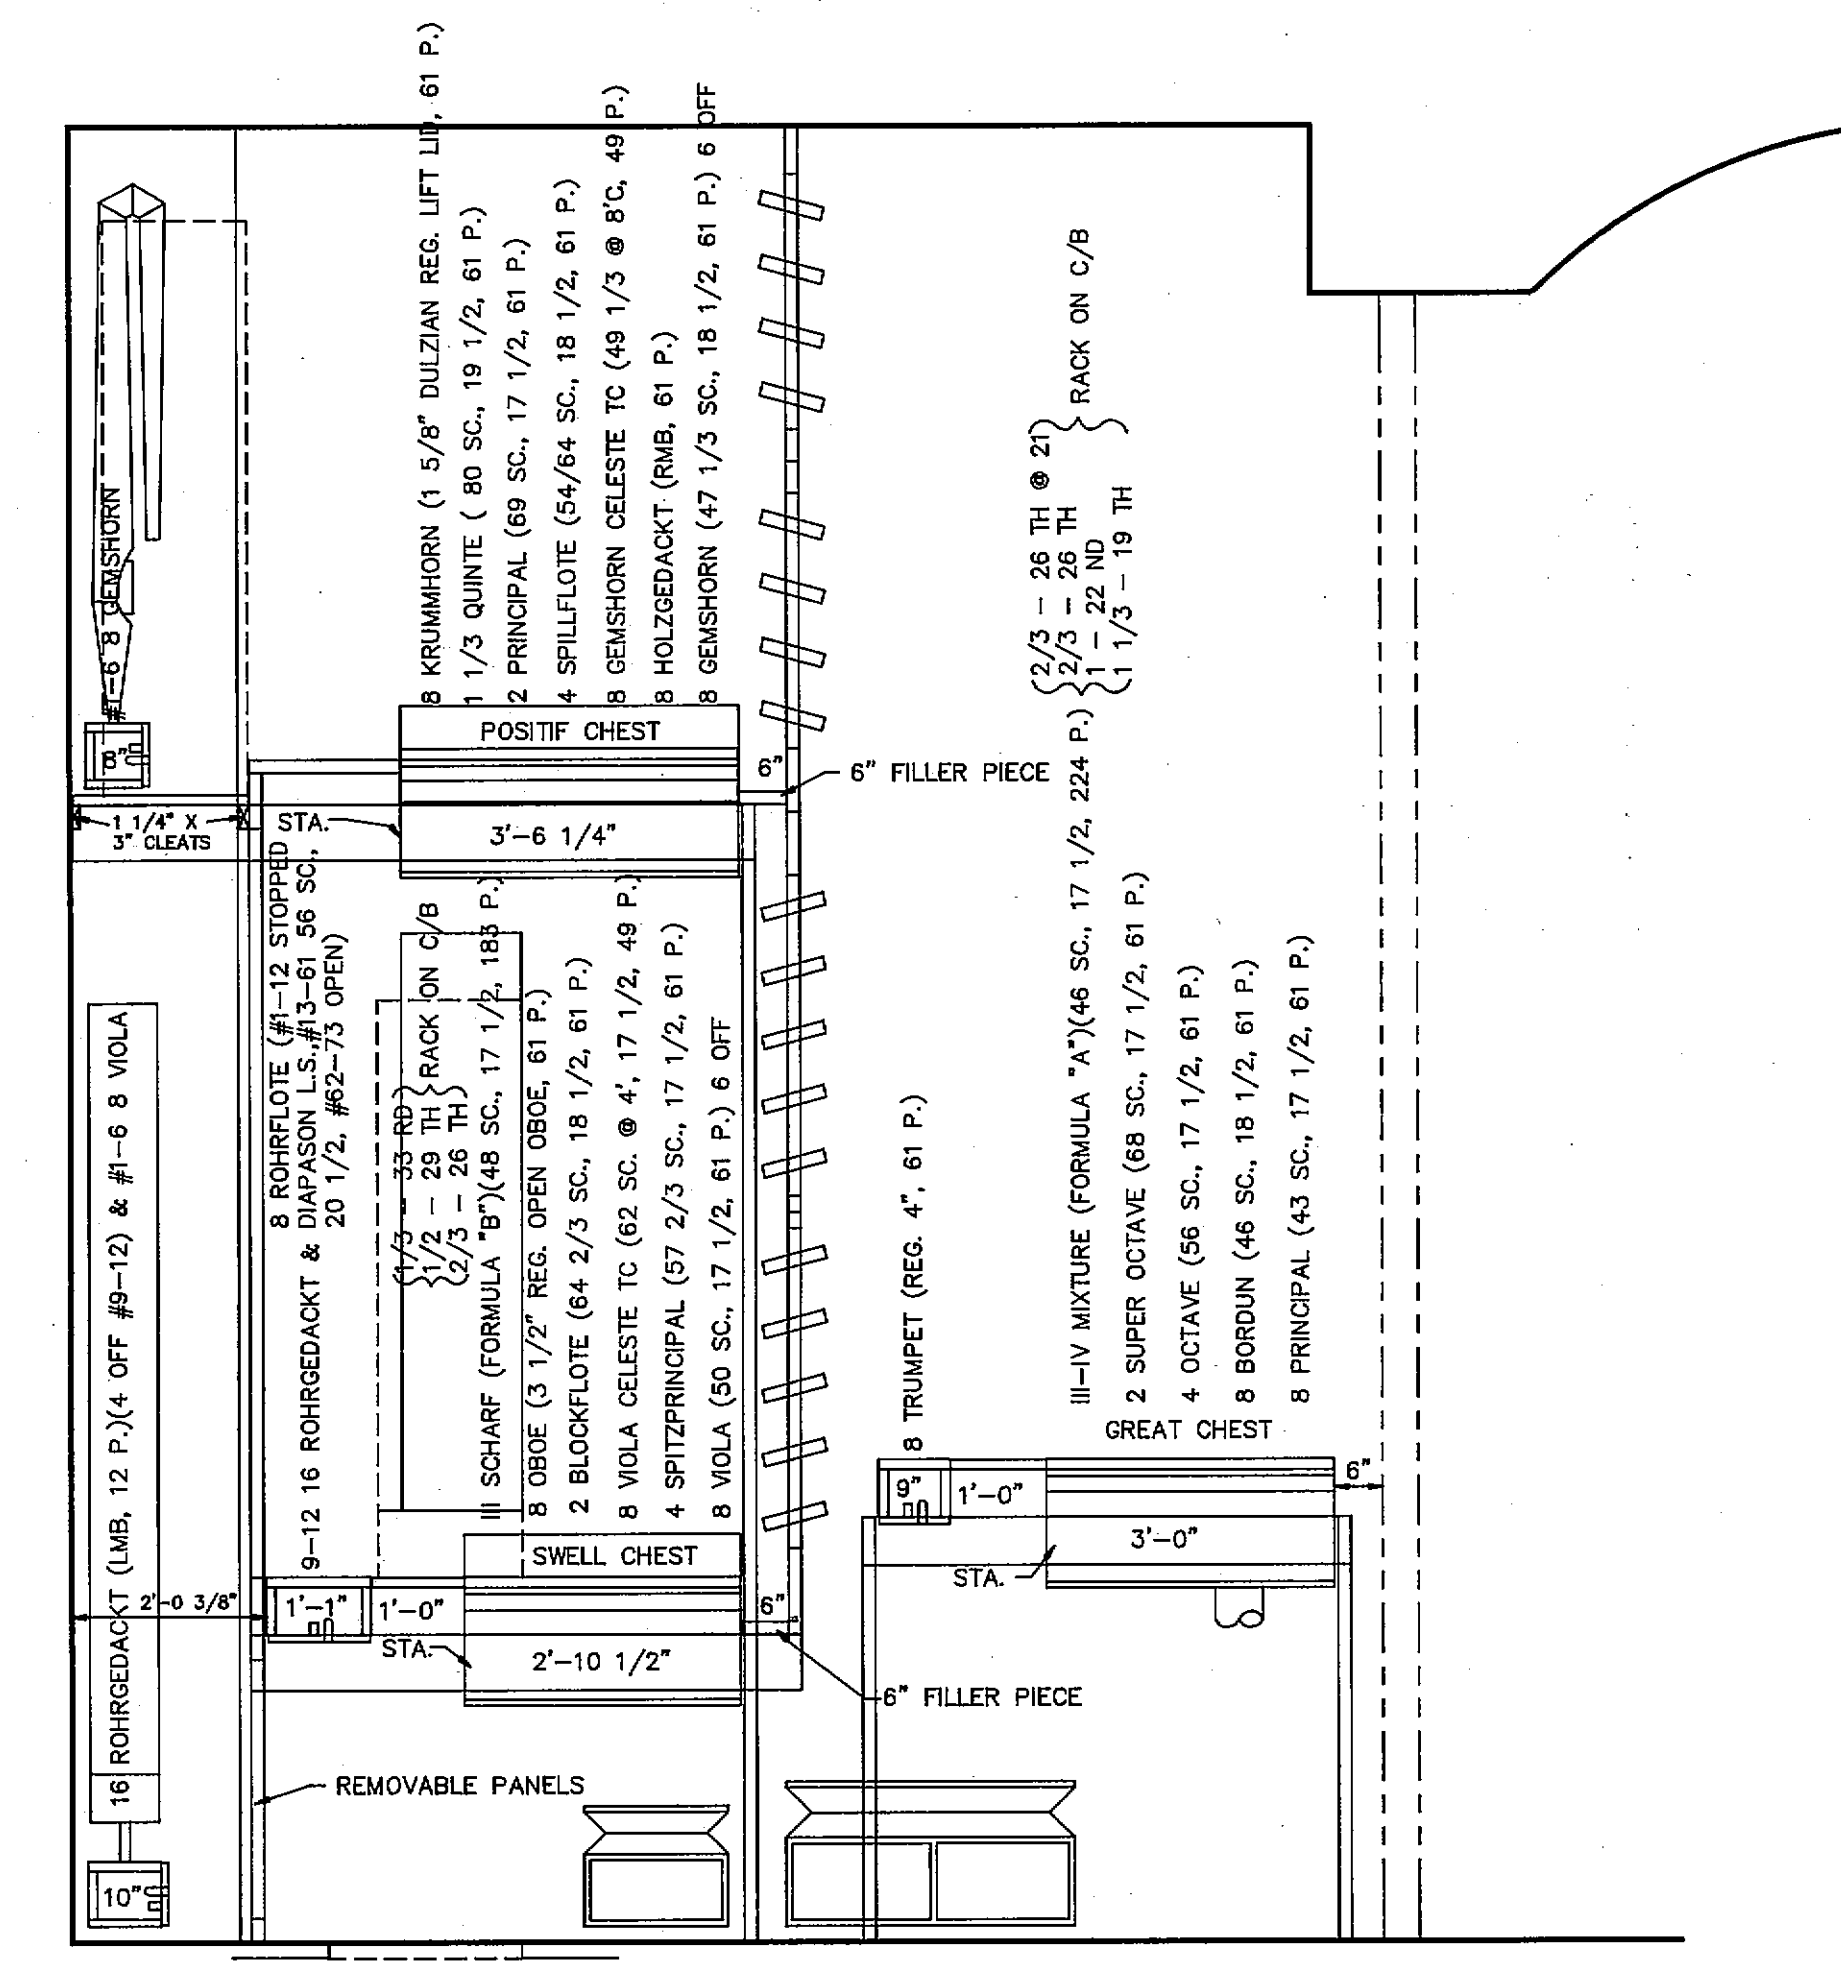 8 KRUMMHORN (1 5/8" DULZIAN REG. LIFT LID, 61 P.)
1 1/3 QUINTE ( 80 SC., 19 1/2, 61 P.)
2 PRINCIPAL (69 SC., 17 1/2, 61 P.)
4 SPILLFLOTE (54/64 SC., 18 1/2, 61 P.)
8 GEMSHORN CELESTE TC (49 1/3 @ 8'C, 49 P.)
8 HOLZGEDACKT (RMB, 61 P.)
8 GEMSHORN (47 1/3 SC., 18 1/2, 61 P.) 6 OFF
#1-6 8 GEMSHORN
8"
POSITIF CHEST
6"
6" FILLER PIECE
1 1/4" X
3" CLEATS
STA.
3'-6 1/4"
16 ROHRGEDACKT (LMB, 12 P.)(4 OFF #9-12) & #1-6 8 VIOLA
9-12 16 ROHRGEDACKT &
8 ROHRFLOTE (#1-12 STOPPED
DIAPASON L.S.,#13-61 56 SC.,
20 1/2, #62-73 OPEN)
1/3 - 33 RD
1/2 - 29 TH
2/3 - 26 TH
RACK ON C/B
III SCHARF (FORMULA "B")(48 SC., 17 1/2, 183 P.)
8 OBOE (3 1/2" REG. OPEN OBOE, 61 P.)
2 BLOCKFLOTE (64 2/3 SC., 18 1/2, 61 P.)
8 VIOLA CELESTE TC (62 SC. @ 4', 17 1/2, 49 P.)
4 SPITZPRINCIPAL (57 2/3 SC., 17 1/2, 61 P.)
8 VIOLA (50 SC., 17 1/2, 61 P.) 6 OFF
SWELL CHEST
2'-0 3/8"
1'-1"
1'-0"
6"
STA.
2'-10 1/2"
6" FILLER PIECE
REMOVABLE PANELS
10"
8 TRUMPET (REG. 4", 61 P.)
2/3 - 26 TH @ 21
2/3 - 26 TH
1 - 22 ND
1 1/3 - 19 TH
RACK ON C/B
III-IV MIXTURE (FORMULA "A")(46 SC., 17 1/2, 224 P.)
2 SUPER OCTAVE (68 SC., 17 1/2, 61 P.)
4 OCTAVE (56 SC., 17 1/2, 61 P.)
8 BORDUN (46 SC., 18 1/2, 61 P.)
8 PRINCIPAL (43 SC., 17 1/2, 61 P.)
GREAT CHEST
9"
1'-0"
6"
STA.
3'-0"